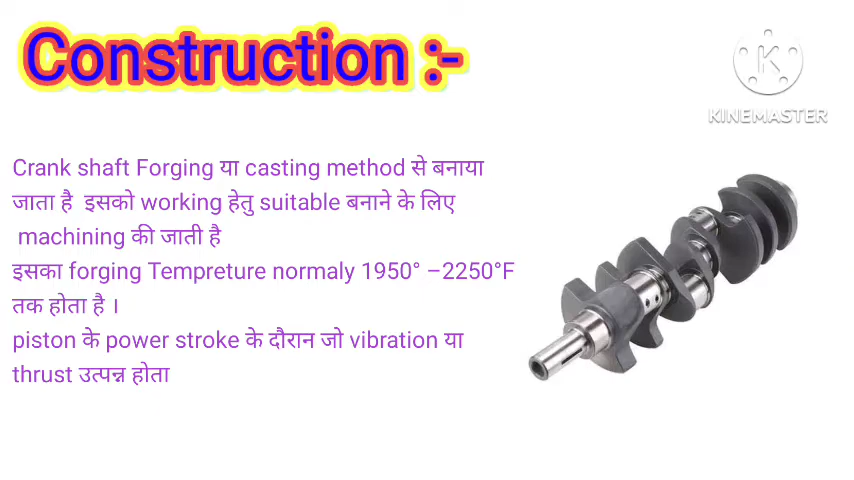 Construction :-
KINEMASTER
Crank shaft Forging या casting method से बनाया
जाता है इसको working हेतु suitable बनाने के लिए
machining की जाती है
इसका forging Tempreture normaly 1950° –2250°F
तक होता है ।
piston के power stroke के दौरान जो vibration या
thrust उत्पन्न होता